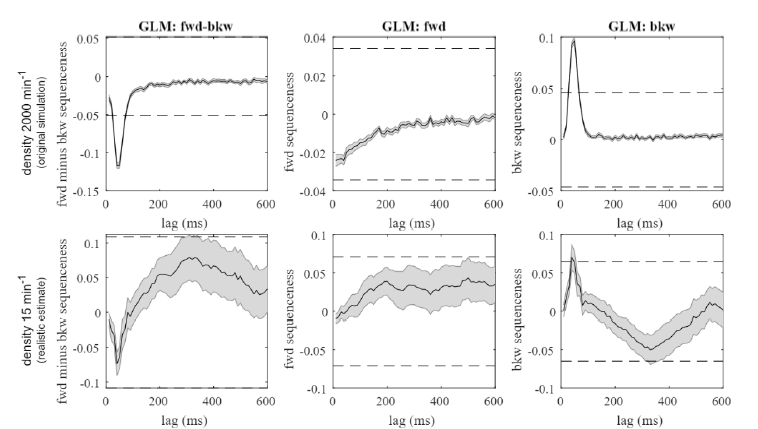 GLM: fwd-bkw
GLM: fwd
GLM: bkw
density 2000 min-1
(original simulation)
fwd minus bkw sequenceness
0.05
0
-0.05
-0.1
-0.15
0
200
400
600
lag (ms)
fwd sequenceness
0.04
0.02
0
-0.02
-0.04
0
200
400
600
lag (ms)
bkw sequenceness
0.1
0.05
0
-0.05
0
200
400
600
lag (ms)
density 15 min-1
(realistic estimate)
fwd minus bkw sequenceness
0.1
0.05
0
-0.05
-0.1
0
200
400
600
lag (ms)
fwd sequenceness
0.1
0.05
0
-0.05
-0.1
0
200
400
600
lag (ms)
bkw sequenceness
0.1
0.05
0
-0.05
-0.1
0
200
400
600
lag (ms)